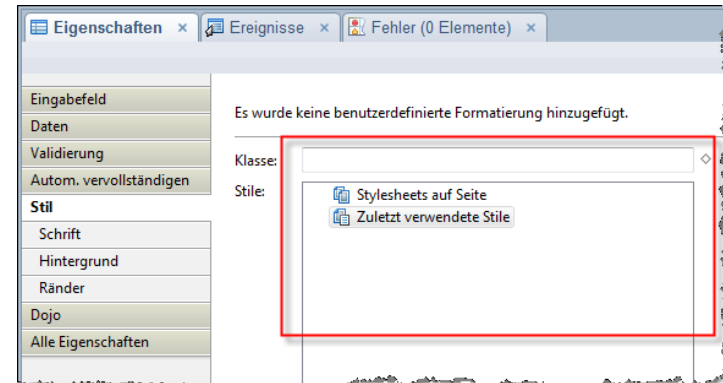 Eigenschaften × Ereignisse × Fehler (0 Elemente) ×
Eingabefeld
Daten
Validierung
Autom. vervollständigen
Stil
Schrift
Hintergrund
Ränder
Dojo
Alle Eigenschaften
Es wurde keine benutzerdefinierte Formatierung hinzugefügt.
Klasse:
Stile:
Stylesheets auf Seite
Zuletzt verwendete Stile